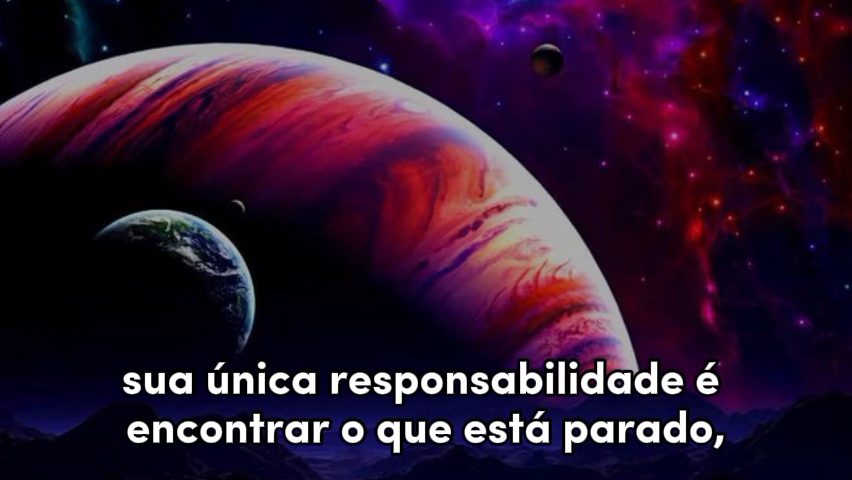 sua única responsabilidade é
encontrar o que está parado,